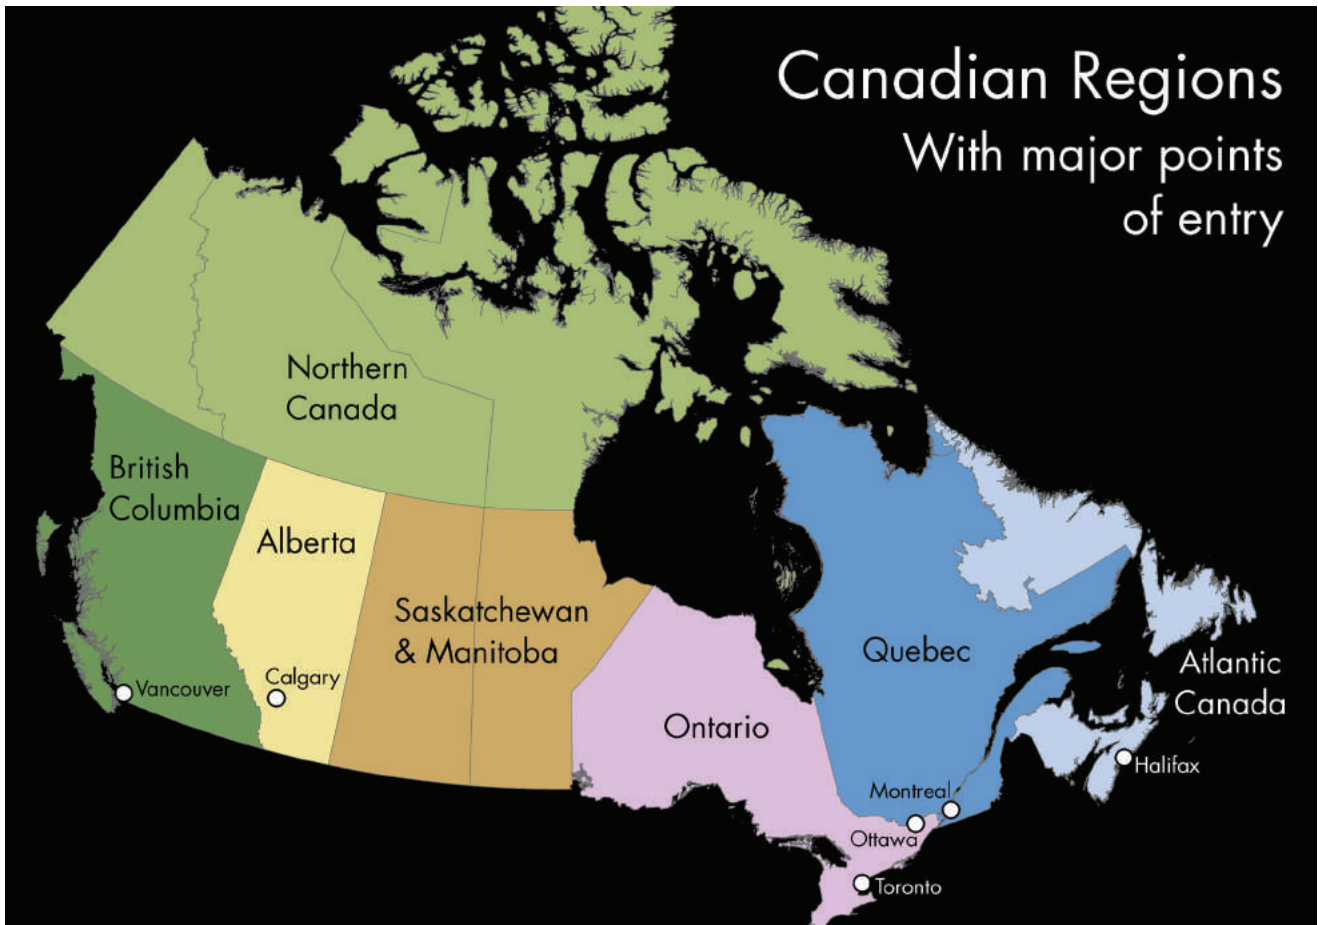 Canadian Regions
With major points
of entry
Northern
Canada
British
Columbia
Alberta
Saskatchewan
& Manitoba
Quebec
Atlantic
Canada
Calgary
Vancouver
Ontario
Halifax
Montreal
Ottawa
Toronto